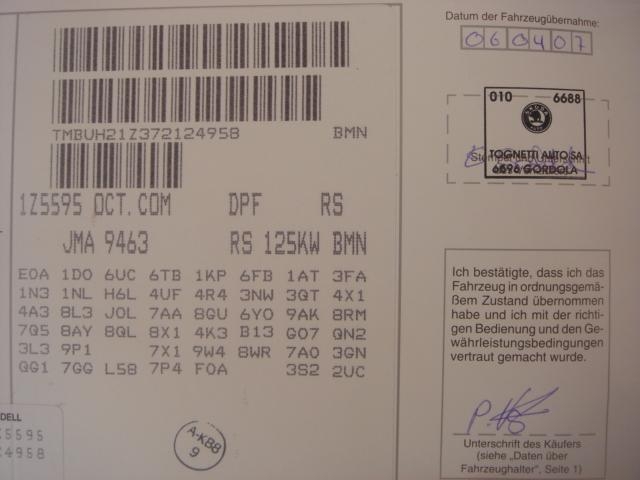 TMBUH21Z372124958 BMN
1Z5595 OCT.COM DPF RS
JMA 9463 RS 125KW BMN
E0A 1D0 6UC 6TB 1KP 6FB 1AT 3FA
1N3 1NL H6L 4UF 4R4 3NW 3QT 4X1
4A3 8L3 J0L 7AA 8GU 6Y0 9AK 8RM
7Q5 8AY 8QL 8X1 4K3 B13 G07 QN2
3L3 9P1 7X1 9W4 8WR 7A0 3GN
QG1 7GG L58 7P4 F0A 3S2 2UC
DELL
5595
4958
A-KB8
9
Datum der Fahrzeugübernahme:
060407
010 6688
SKODA
TOGNETTI AUTO SA
6596 GORDOLA
Ich bestätigte, dass ich das
Fahrzeug in ordnungsgemä-
ßem Zustand übernommen
habe und ich mit der richti-
gen Bedienung und den Ge-
währleistungsbedingungen
vertraut gemacht wurde.
Unterschrift des Käufers
(siehe „Daten über
Fahrzeughalter", Seite 1)